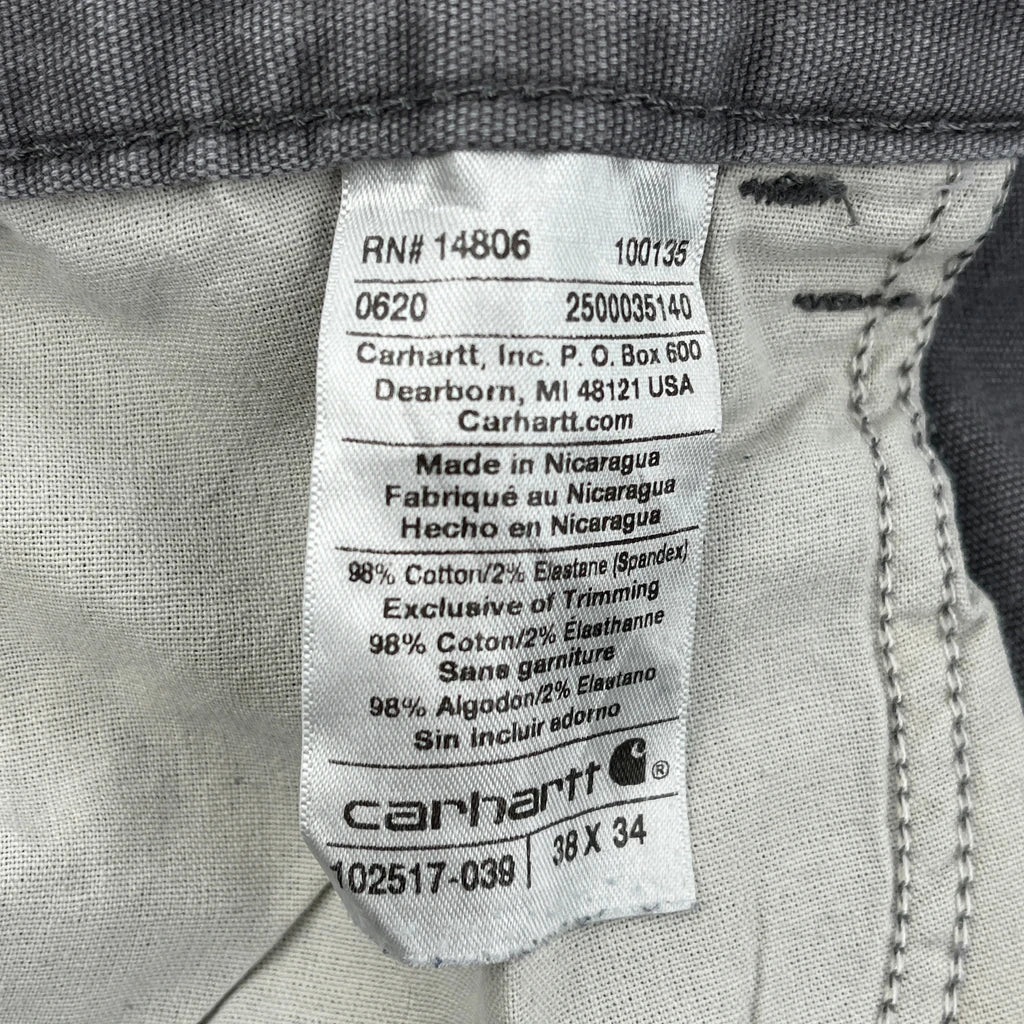 RN# 14806 100135
0620 2500035140
Carhartt, Inc. P. O. Box 600
Dearborn, MI 48121 USA
Carhartt.com
Made in Nicaragua
Fabriqué au Nicaragua
Hecho en Nicaragua
98% Cotton/2% Elastane (Spandex)
Exclusive of Trimming
98% Coton/2% Elasthanne
Sans garniture
98% Algodon/2% Elastano
Sin Incluir adorno
carhartt ®
102517-039 38 X 34